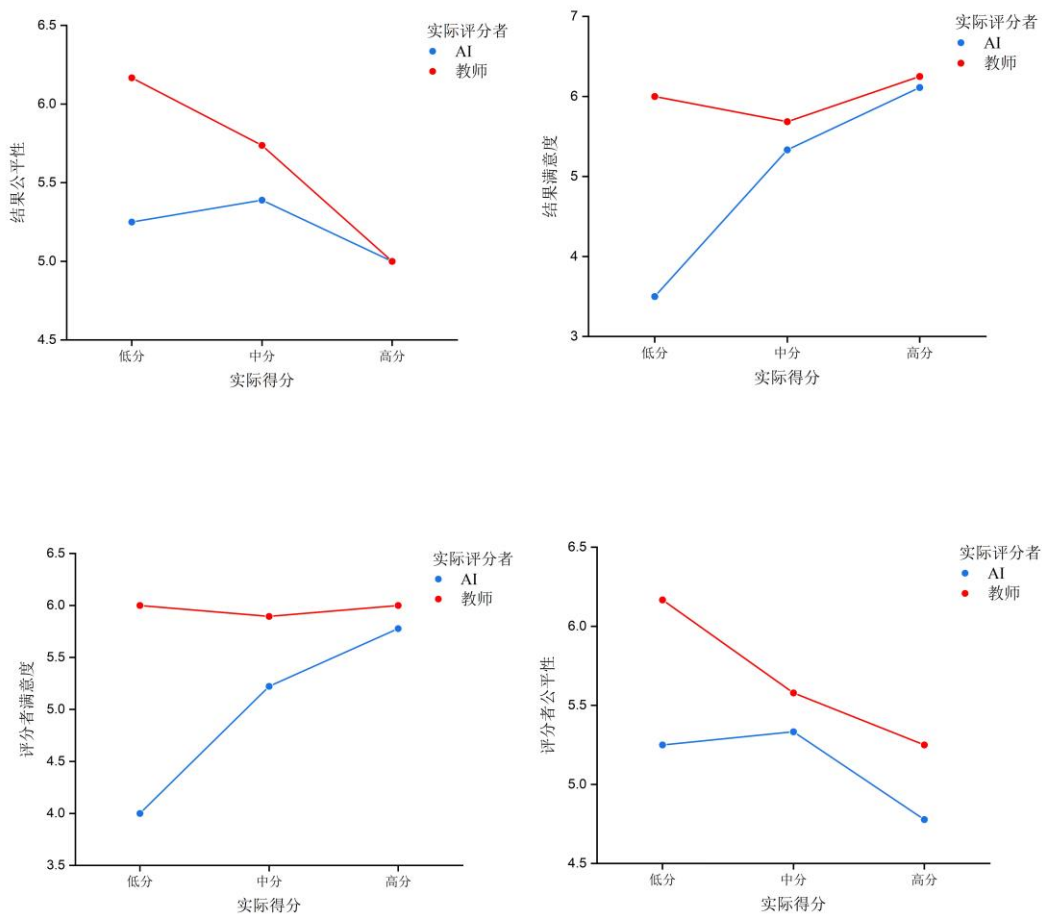 6.5
6.0
5.5
5.0
4.5
结果公平性
低分
中分
高分
实际得分
实际评分者
AI
教师
7
6
5
4
3
结果满意度
低分
中分
高分
实际得分
实际评分者
AI
教师
6.5
6.0
5.5
5.0
4.5
4.0
3.5
评分者满意度
低分
中分
高分
实际得分
实际评分者
AI
教师
6.5
6.0
5.5
5.0
4.5
评分者公平性
低分
中分
高分
实际得分
实际评分者
AI
教师